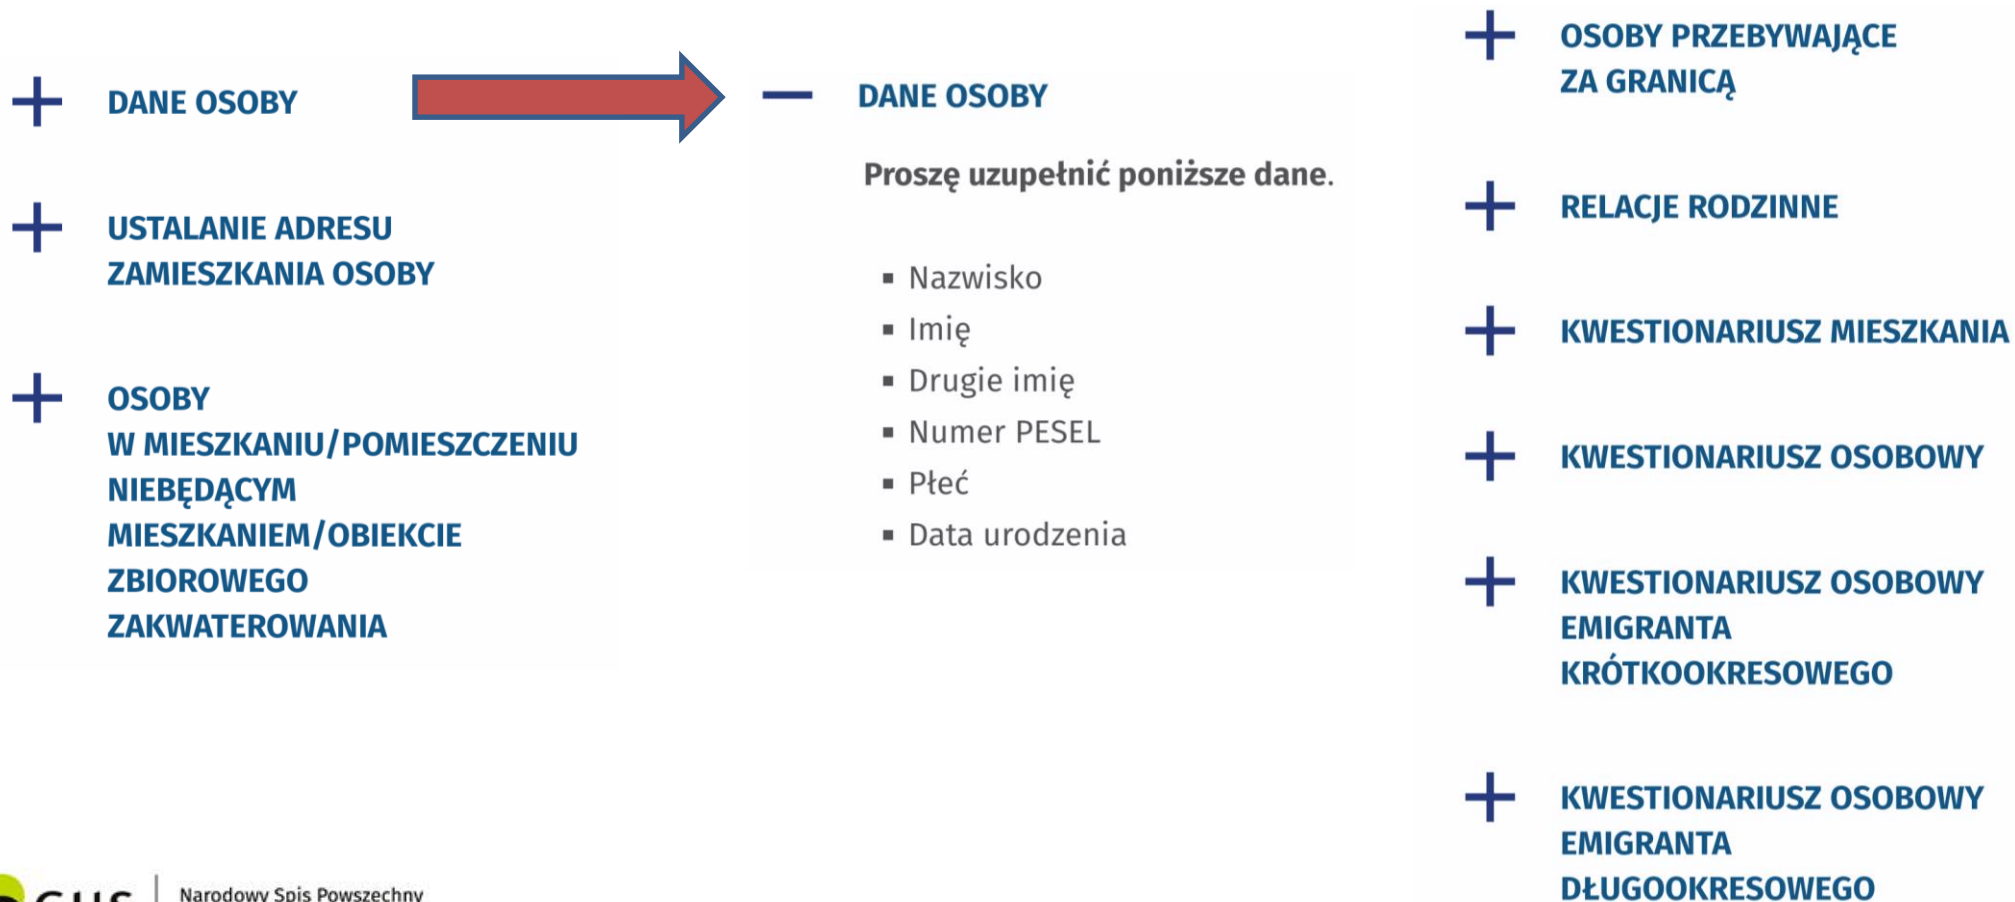 DANE OSOBY
USTALANIE ADRESU
ZAMIESZKANIA OSOBY
OSOBY
W MIESZKANIU/POMIESZCZENIU
NIEBĘDĄCYM
MIESZKANIEM/OBIEKCIE
ZBIOROWEGO
ZAKWATEROWANIA
DANE OSOBY
Proszę uzupełnić poniższe dane.
▪ Nazwisko
▪ Imię
▪ Drugie imię
▪ Numer PESEL
▪ Płeć
▪ Data urodzenia
OSOBY PRZEBYWAJĄCE
ZA GRANICĄ
RELACJE RODZINNE
KWESTIONARIUSZ MIESZKANIA
KWESTIONARIUSZ OSOBOWY
KWESTIONARIUSZ OSOBOWY
EMIGRANTA
KRÓTKOOKRESOWEGO
KWESTIONARIUSZ OSOBOWY
EMIGRANTA
DŁUGOOKRESOWEGO
GUS
Narodowy Spis Powszechny